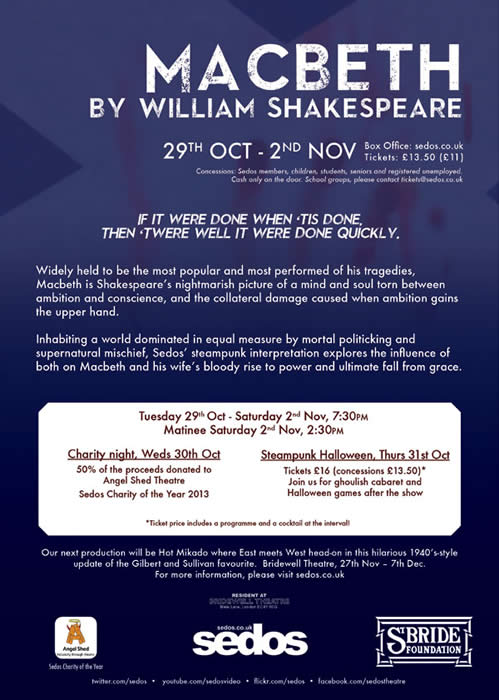 MACBETH
BY WILLIAM SHAKESPEARE
29TH OCT - 2ND NOV
Box Office: sedos.co.uk
Tickets: £13.50 (£11)
Concessions: Sedos members, children, students, seniors and registered unemployed.
Cash only on the door. School groups, please contact tickets@sedos.co.uk
IF IT WERE DONE WHEN 'TIS DONE,
THEN 'TWERE WELL IT WERE DONE QUICKLY.
Widely held to be the most popular and most performed of his tragedies,
Macbeth is Shakespeare's nightmarish picture of a mind and soul torn between
ambition and conscience, and the collateral damage caused when ambition gains
the upper hand.
Inhabiting a world dominated in equal measure by mortal politicking and
supernatural mischief, Sedos' steampunk interpretation explores the influence of
both on Macbeth and his wife's bloody rise to power and ultimate fall from grace.
Tuesday 29th Oct - Saturday 2nd Nov, 7:30PM
Matinee Saturday 2nd Nov, 2:30PM
Charity night, Weds 30th Oct
50% of the proceeds donated to
Angel Shed Theatre
Sedos Charity of the Year 2013
Steampunk Halloween, Thurs 31st Oct
Tickets £16 (concessions £13.50)*
Join us for ghoulish cabaret and
Halloween games after the show
*Ticket price includes a programme and a cocktail at the interval!
Our next production will be Hot Mikado where East meets West head-on in this hilarious 1940's-style
update of the Gilbert and Sullivan favourite. Bridewell Theatre, 27th Nov – 7th Dec.
For more information, please visit sedos.co.uk
RESIDENT AT
BRIDEWELL THEATRE
Bride Lane, London EC4Y 8EQ
Angel Shed
Inclusivity through theatre
Sedos Charity of the Year
sedos.co.uk
sedos
ST BRIDE
FOUNDATION
twitter.com/sedos • youtube.com/sedosvideo • flickr.com/sedos • facebook.com/sedostheatre